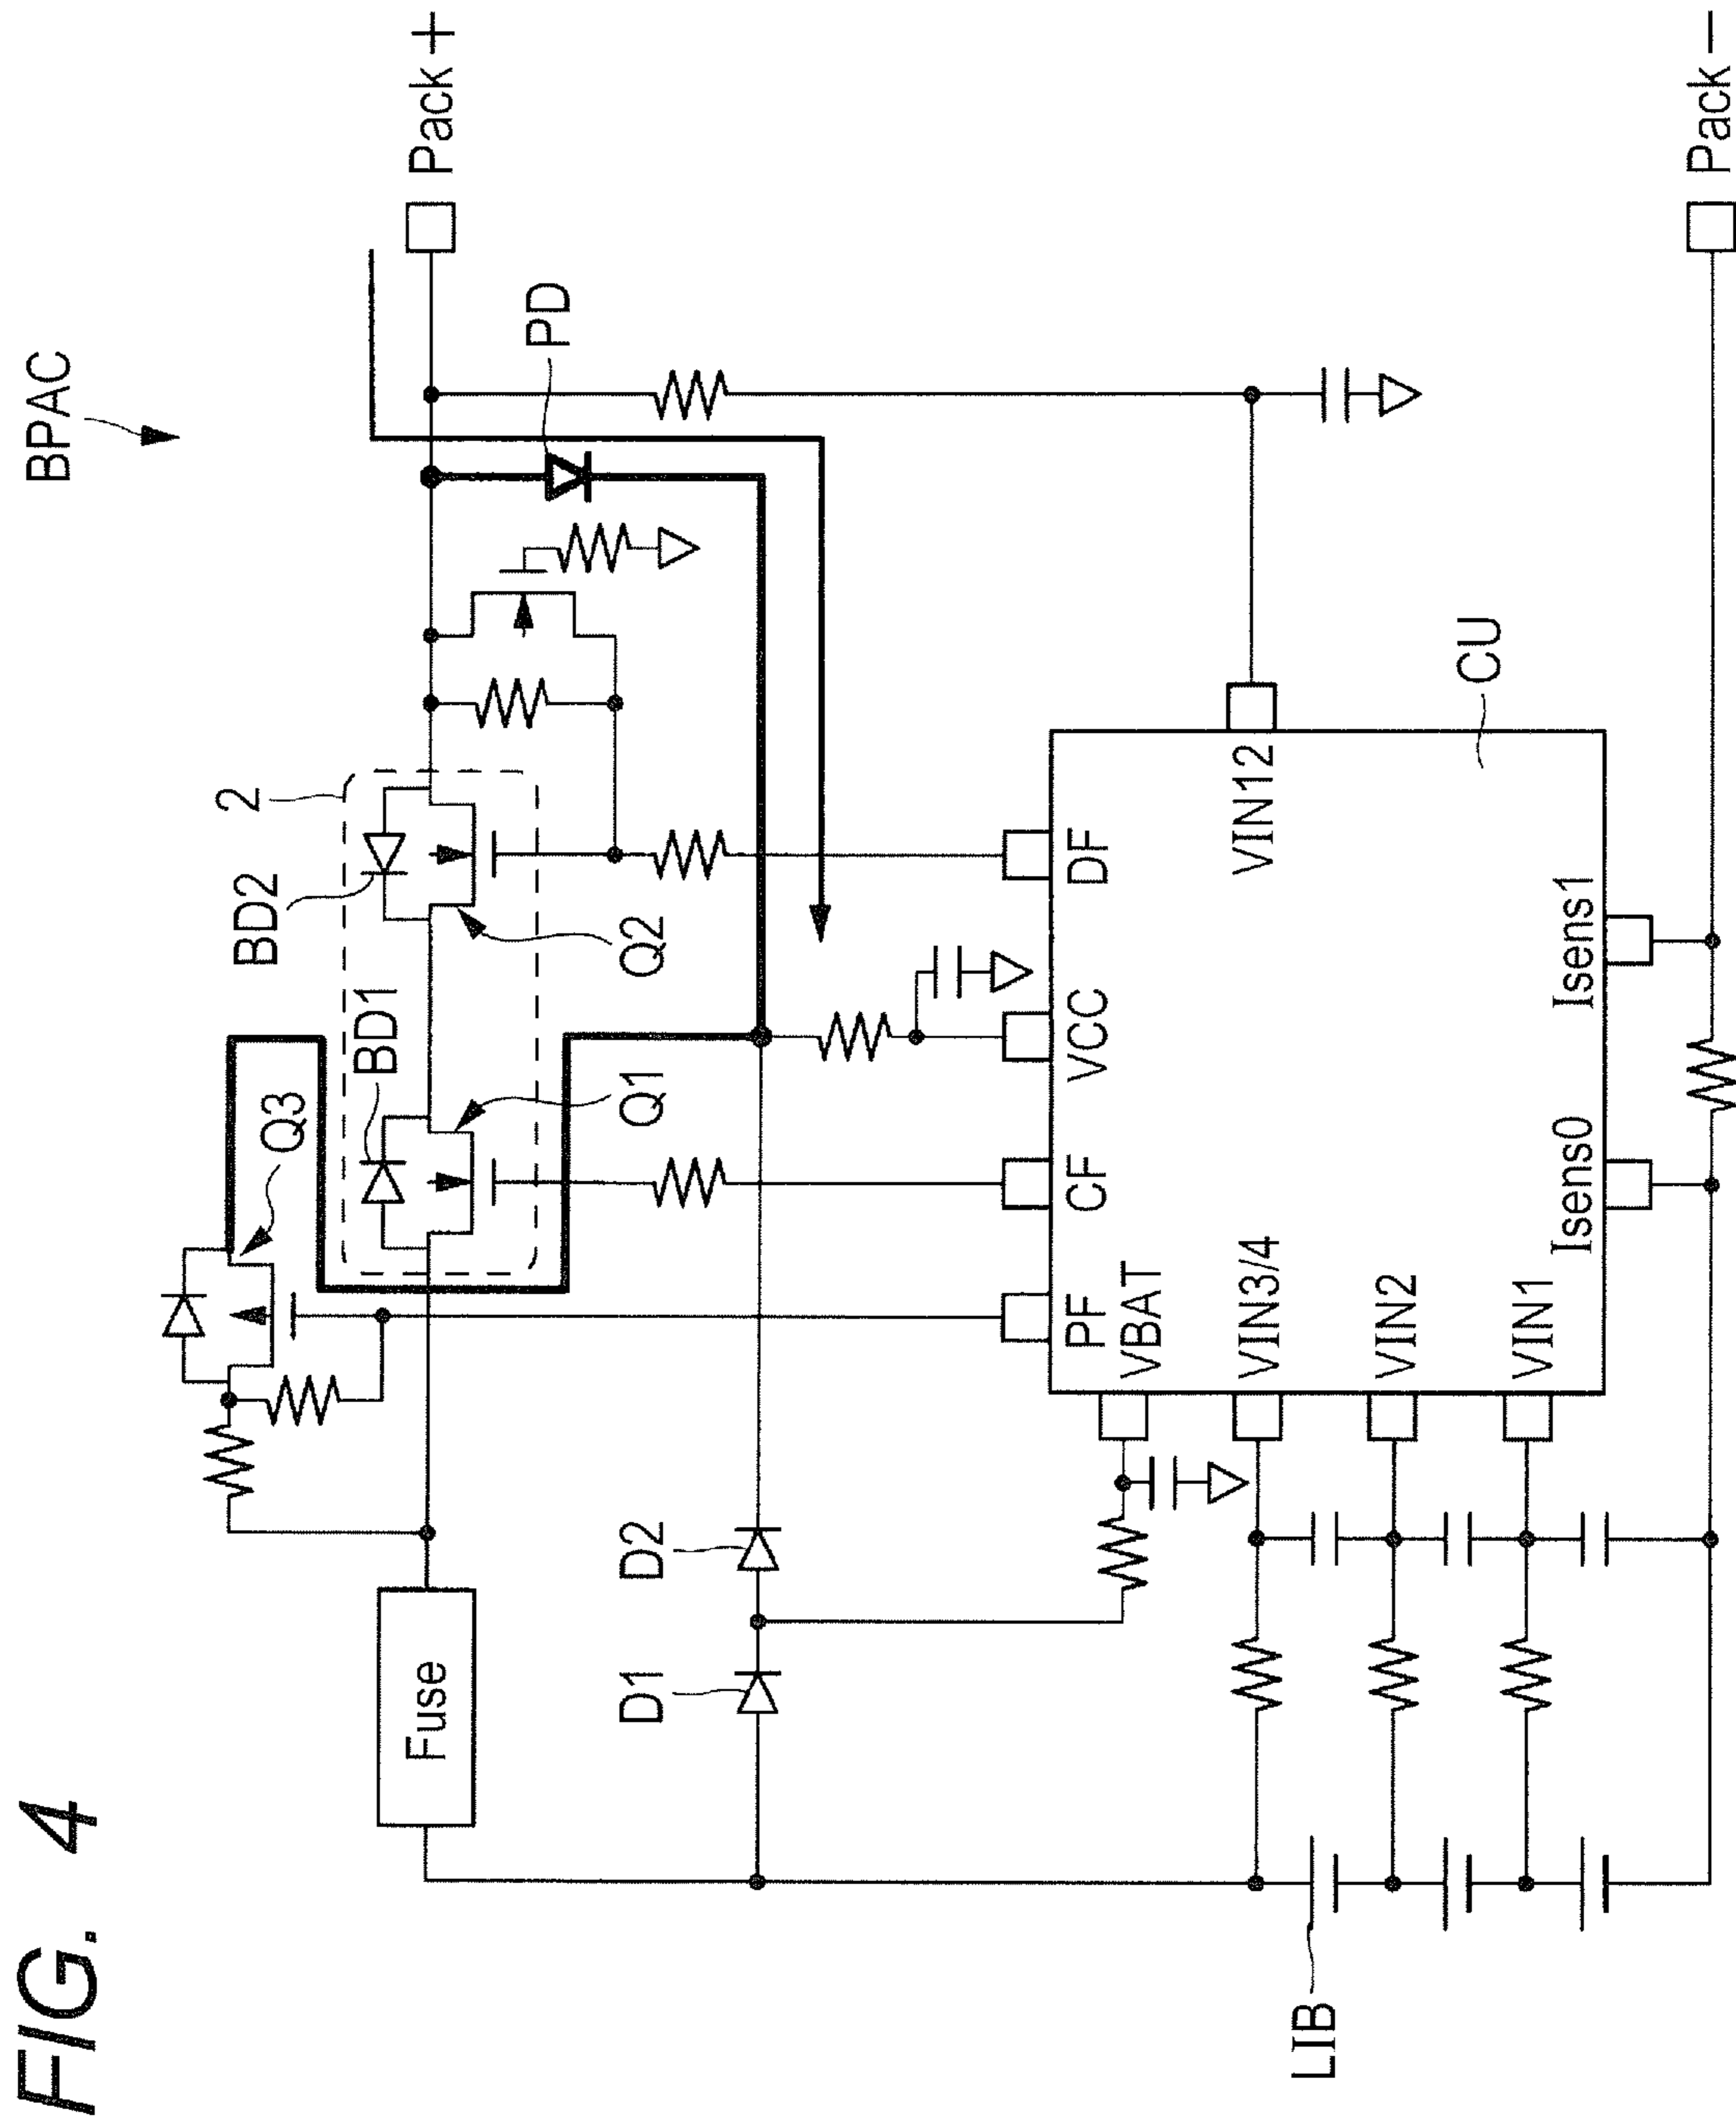 FIG. 4
BPAC
Pack+
Pack−
PD
2
BD2
BD1
Q2
Q1
Q3
Fuse
D1
D2
LIB
CU
PF
CF
VCC
DF
VBAT
VIN3/4
VIN2
VIN1
VIN12
Isens0
Isens1